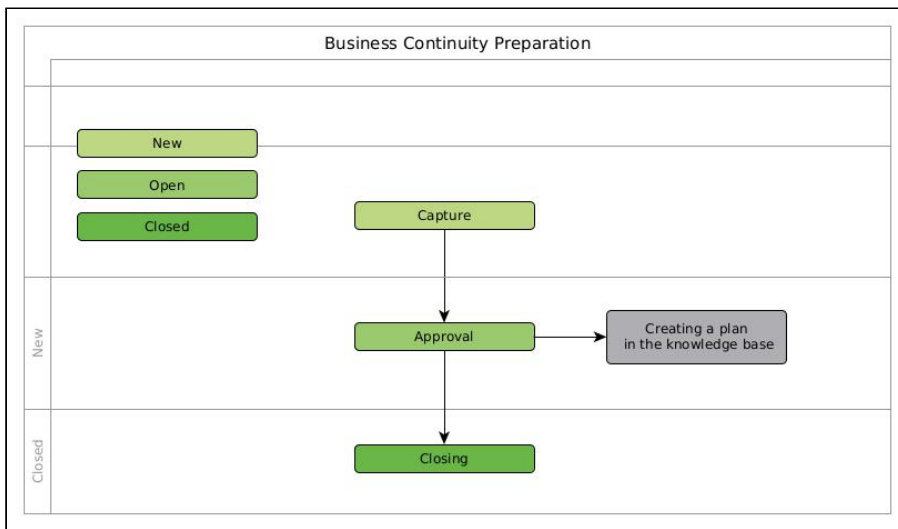 Business Continuity Preparation
New
Open
Closed
Capture
New
Approval
Creating a plan
in the knowledge base
Closed
Closing